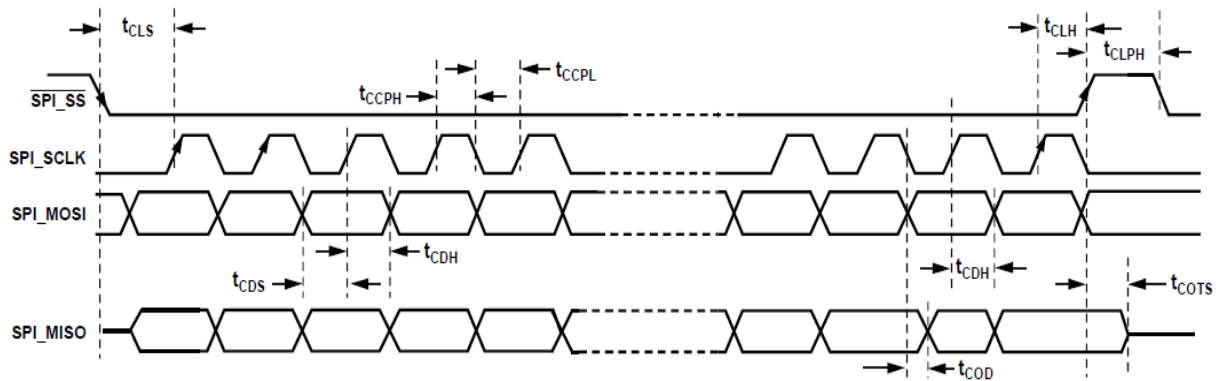 tCLS
tCLH
tCLPH
tCCPL
tCCPH
SPI_SS
SPI_SCLK
SPI_MOSI
tCDH
tCDS
tCDH
tCOTS
SPI_MISO
tCOD